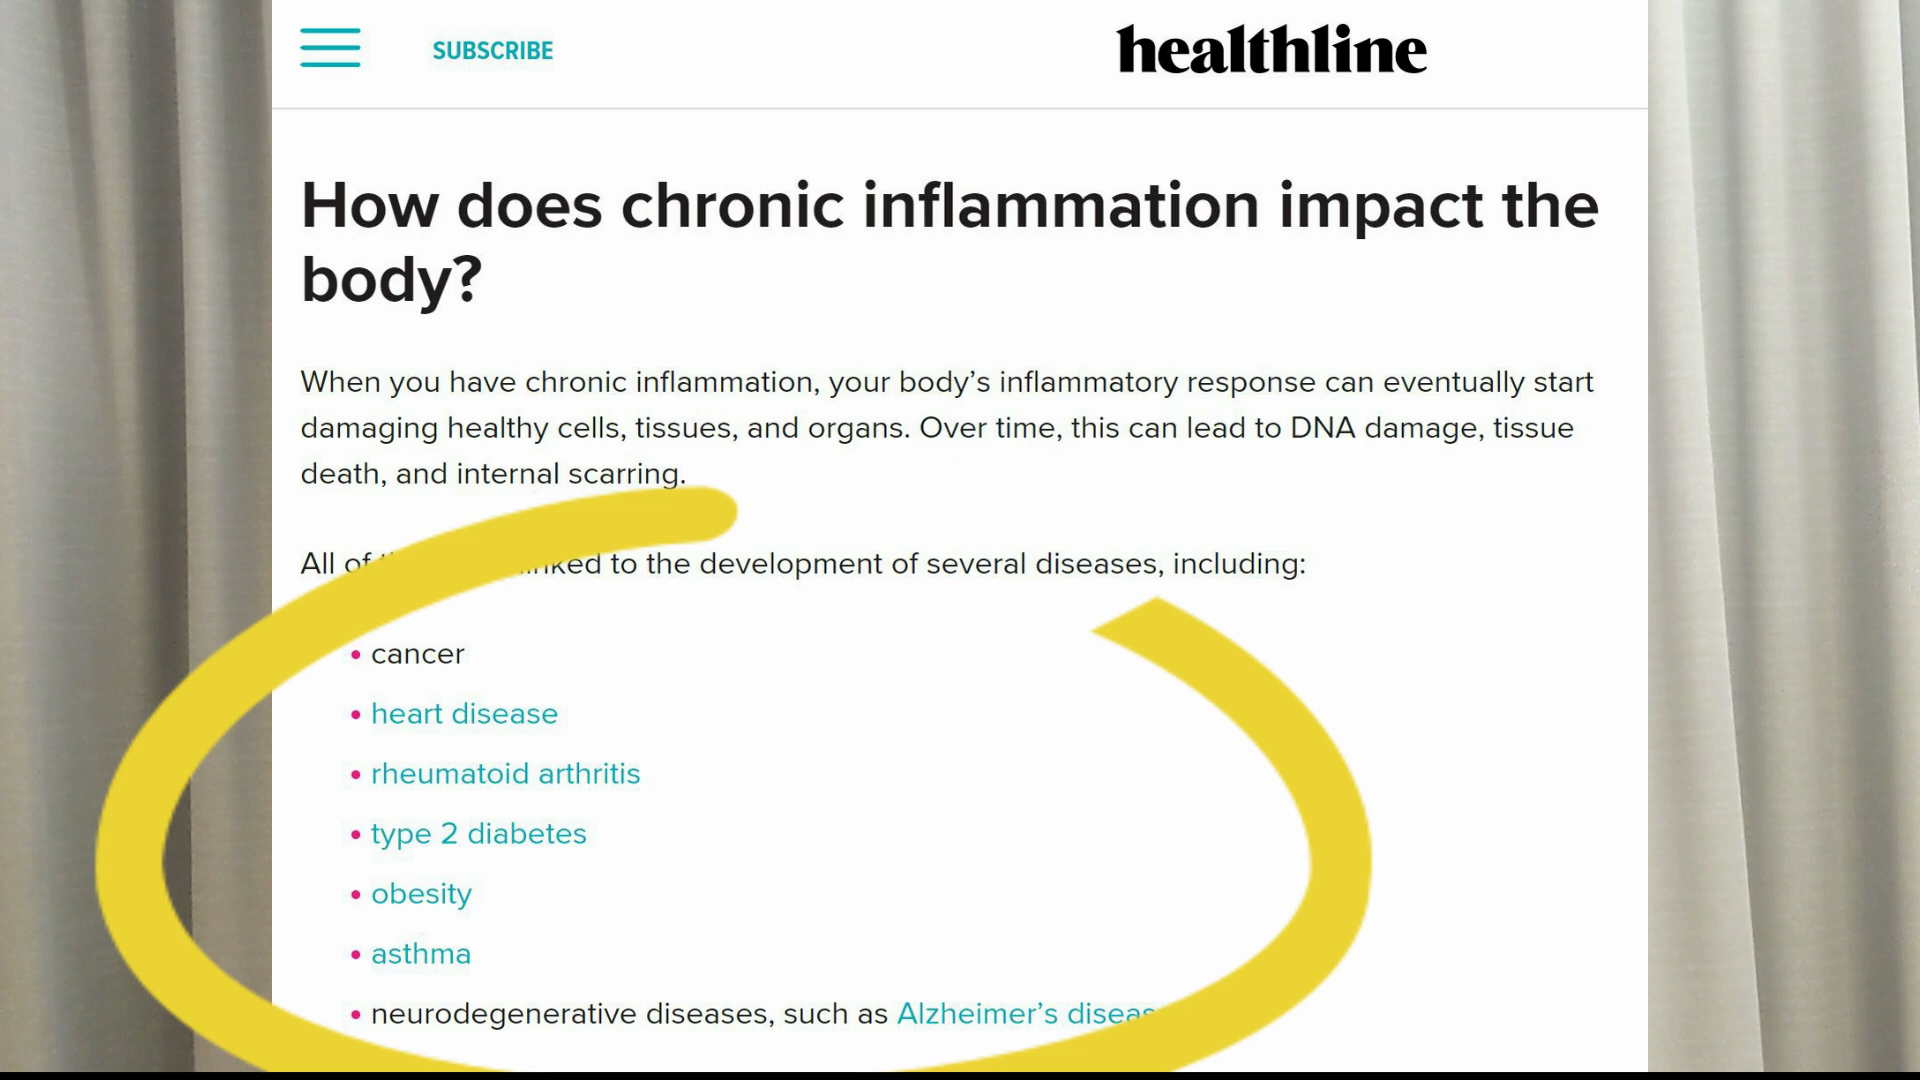 SUBSCRIBE
healthline
How does chronic inflammation impact the
body?
When you have chronic inflammation, your body’s inflammatory response can eventually start
damaging healthy cells, tissues, and organs. Over time, this can lead to DNA damage, tissue
death, and internal scarring.
All of to the development of several diseases, including:
• cancer
• heart disease
• rheumatoid arthritis
• type 2 diabetes
• obesity
• asthma
• neurodegenerative diseases, such as Alzheimer’s